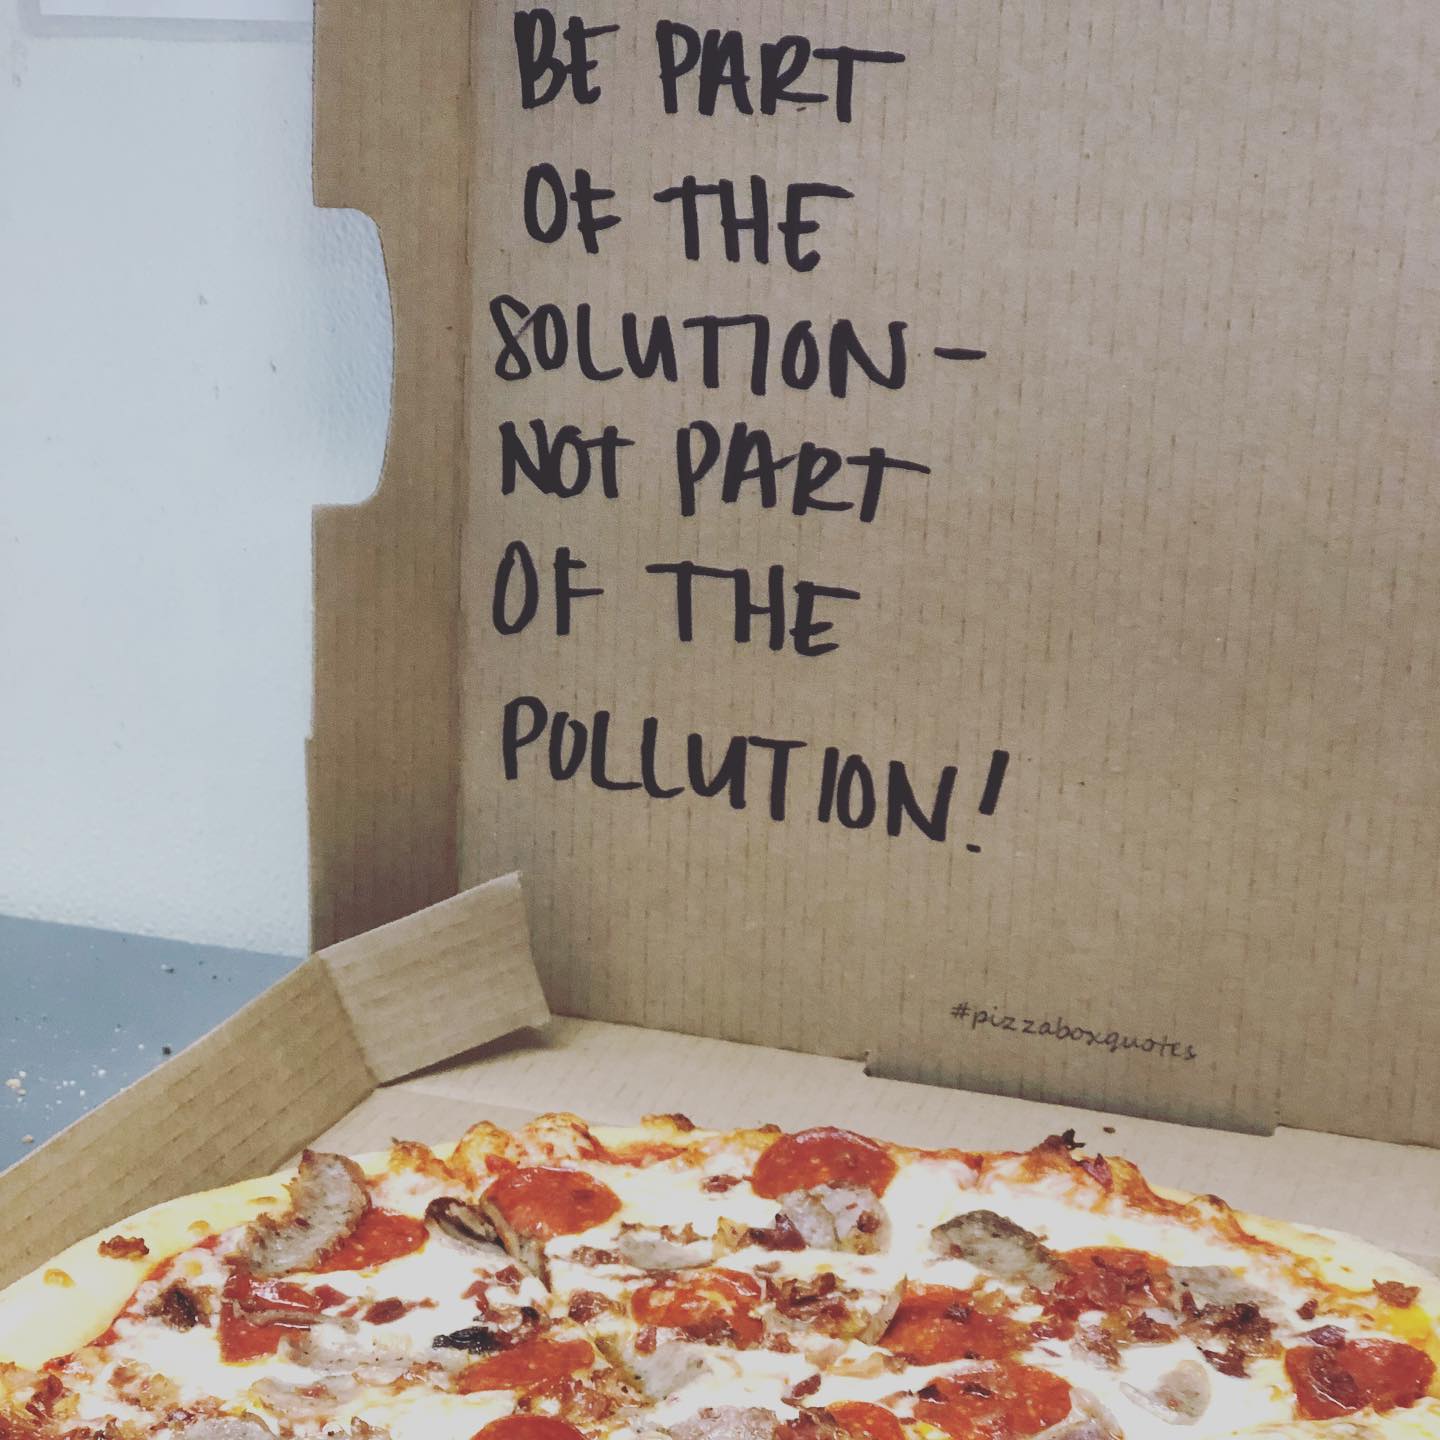 BE PART
OF THE
SOLUTION -
NOT PART
OF THE
POLLUTION!
#pizzaboxquotes